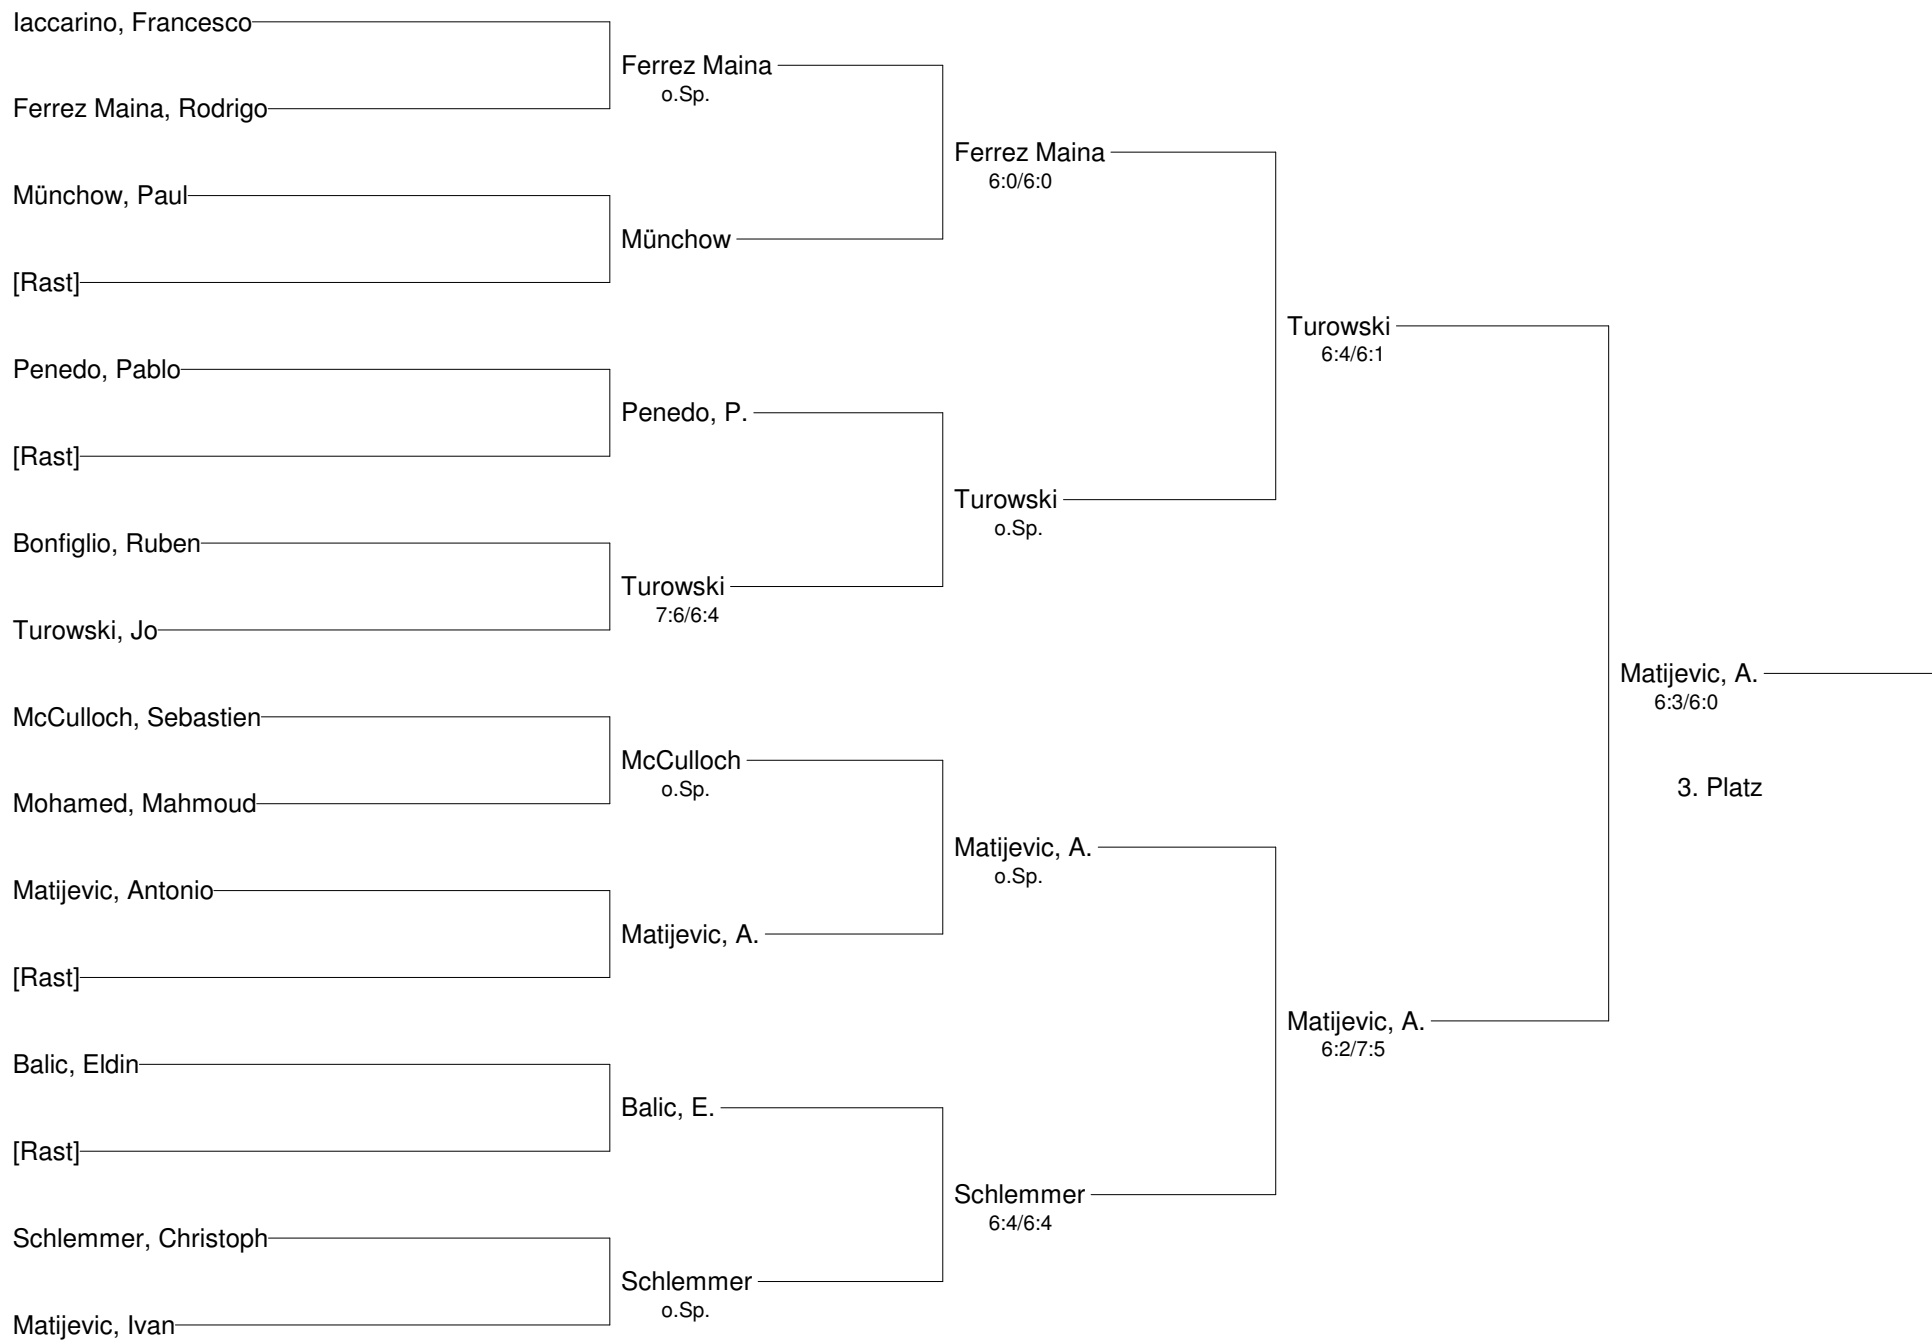 Iaccarino, Francesco
Ferrez Maina, Rodrigo
Münchow, Paul
[Rast]
Penedo, Pablo
[Rast]
Bonfiglio, Ruben
Turowski, Jo
McCulloch, Sebastien
Mohamed, Mahmoud
Matijevic, Antonio
[Rast]
Balic, Eldin
[Rast]
Schlemmer, Christoph
Matijevic, Ivan
Ferrez Maina
o.Sp.
Münchow
Penedo, P.
Turowski
7:6/6:4
McCulloch
o.Sp.
Matijevic, A.
Balic, E.
Schlemmer
o.Sp.
Ferrez Maina
6:0/6:0
Turowski
o.Sp.
Matijevic, A.
o.Sp.
Schlemmer
6:4/6:4
Turowski
6:4/6:1
Matijevic, A.
6:2/7:5
Matijevic, A.
6:3/6:0
3. Platz